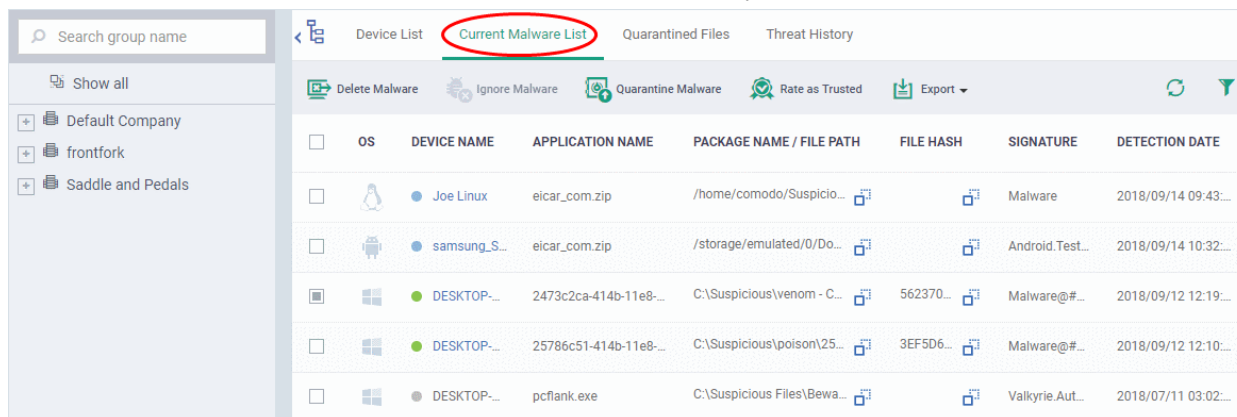 Search group name
Show all
Default Company
frontfork
Saddle and Pedals
Device List Current Malware List Quarantined Files Threat History
Delete Malware Ignore Malware Quarantine Malware Rate as Trusted Export
OS DEVICE NAME APPLICATION NAME PACKAGE NAME / FILE PATH FILE HASH SIGNATURE DETECTION DATE
Joe Linux eicar_com.zip /home/comodo/Suspicio... Malware 2018/09/14 09:43:...
samsung_S... eicar_com.zip /storage/emulated/0/Do... Android.Test... 2018/09/14 10:32:...
DESKTOP-... 2473c2ca-414b-11e8-... C:\Suspicious\venom - C... 562370... Malware@#... 2018/09/12 12:19:...
DESKTOP-... 25786c51-414b-11e8-... C:\Suspicious\poison\25... 3EF5D6... Malware@#... 2018/09/12 12:10:...
DESKTOP-... pcflank.exe C:\Suspicious Files\Bewa... Valkyrie.Aut... 2018/07/11 03:02:...